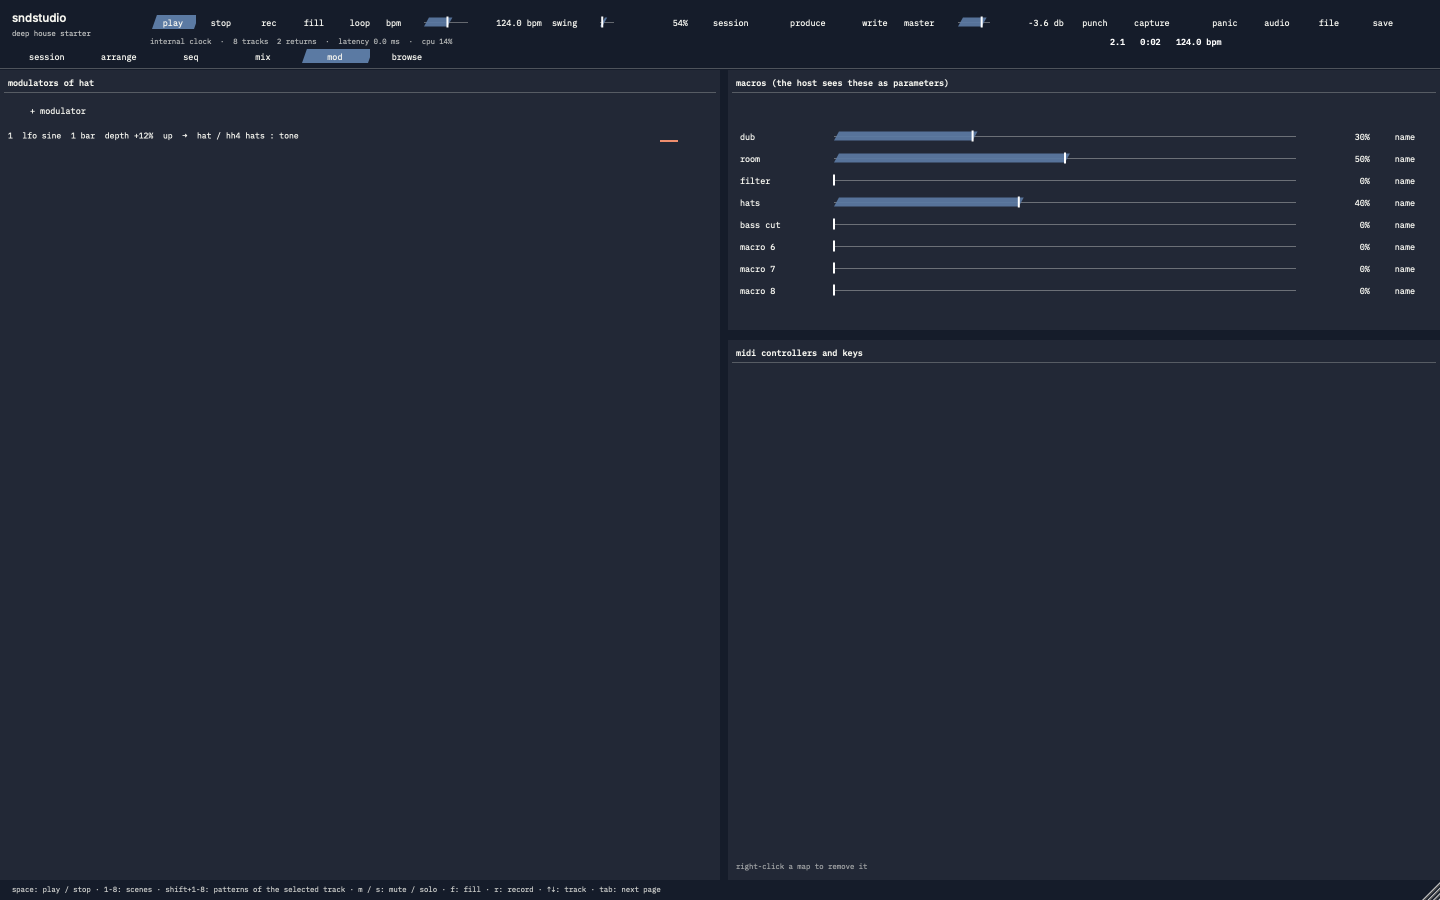 sndstudio
deep house starter
play stop rec fill loop bpm 124.0 bpm swing 54% session produce write master -3.6 db punch capture panic audio file save
internal clock · 8 tracks 2 returns · latency 0.0 ms · cpu 14%
2.1 0:02 124.0 bpm
session arrange seq mix mod browse
modulators of hat
+ modulator
1 lfo sine 1 bar depth +12% up → hat / hh4 hats : tone
macros (the host sees these as parameters)
dub 30% name
room 50% name
filter 0% name
hats 40% name
bass cut 0% name
macro 6 0% name
macro 7 0% name
macro 8 0% name
midi controllers and keys
right-click a map to remove it
space: play / stop · 1-8: scenes · shift+1-8: patterns of the selected track · m / s: mute / solo · f: fill · r: record · ↑↓: track · tab: next page